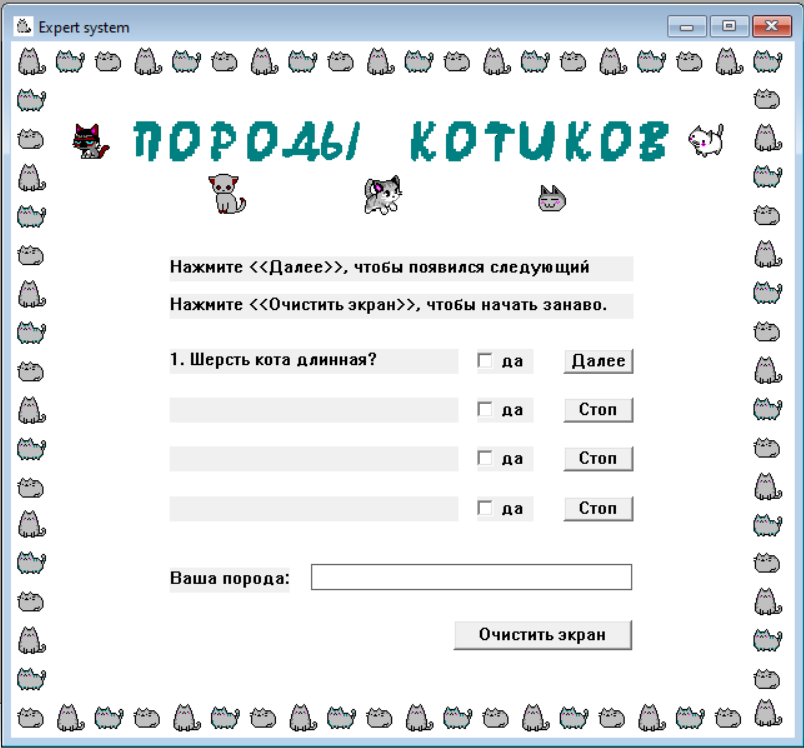 Expert system
ПОРОДЫ КОТИКОВ
Нажмите <<Далее>>, чтобы появился следующий
Нажмите <<Очистить экран>>, чтобы начать занаво.
1. Шерсть кота длинная? да Далее
да Стоп
да Стоп
да Стоп
Ваша порода:
Очистить экран